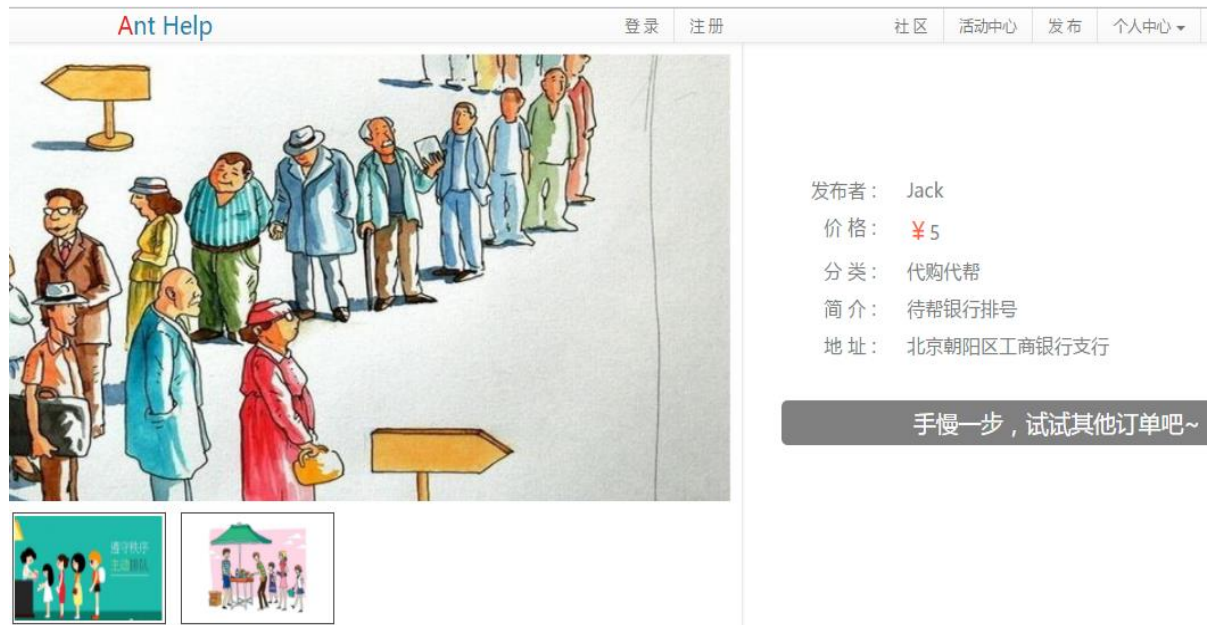 Ant Help
登录
注册
社区
活动中心
发布
个人中心
发布者： Jack
价格： ￥5
分类： 代购代帮
简介： 待帮银行排号
地址： 北京朝阳区工商银行支行
手慢一步，试试其他订单吧~
遵守秩序
主动排队